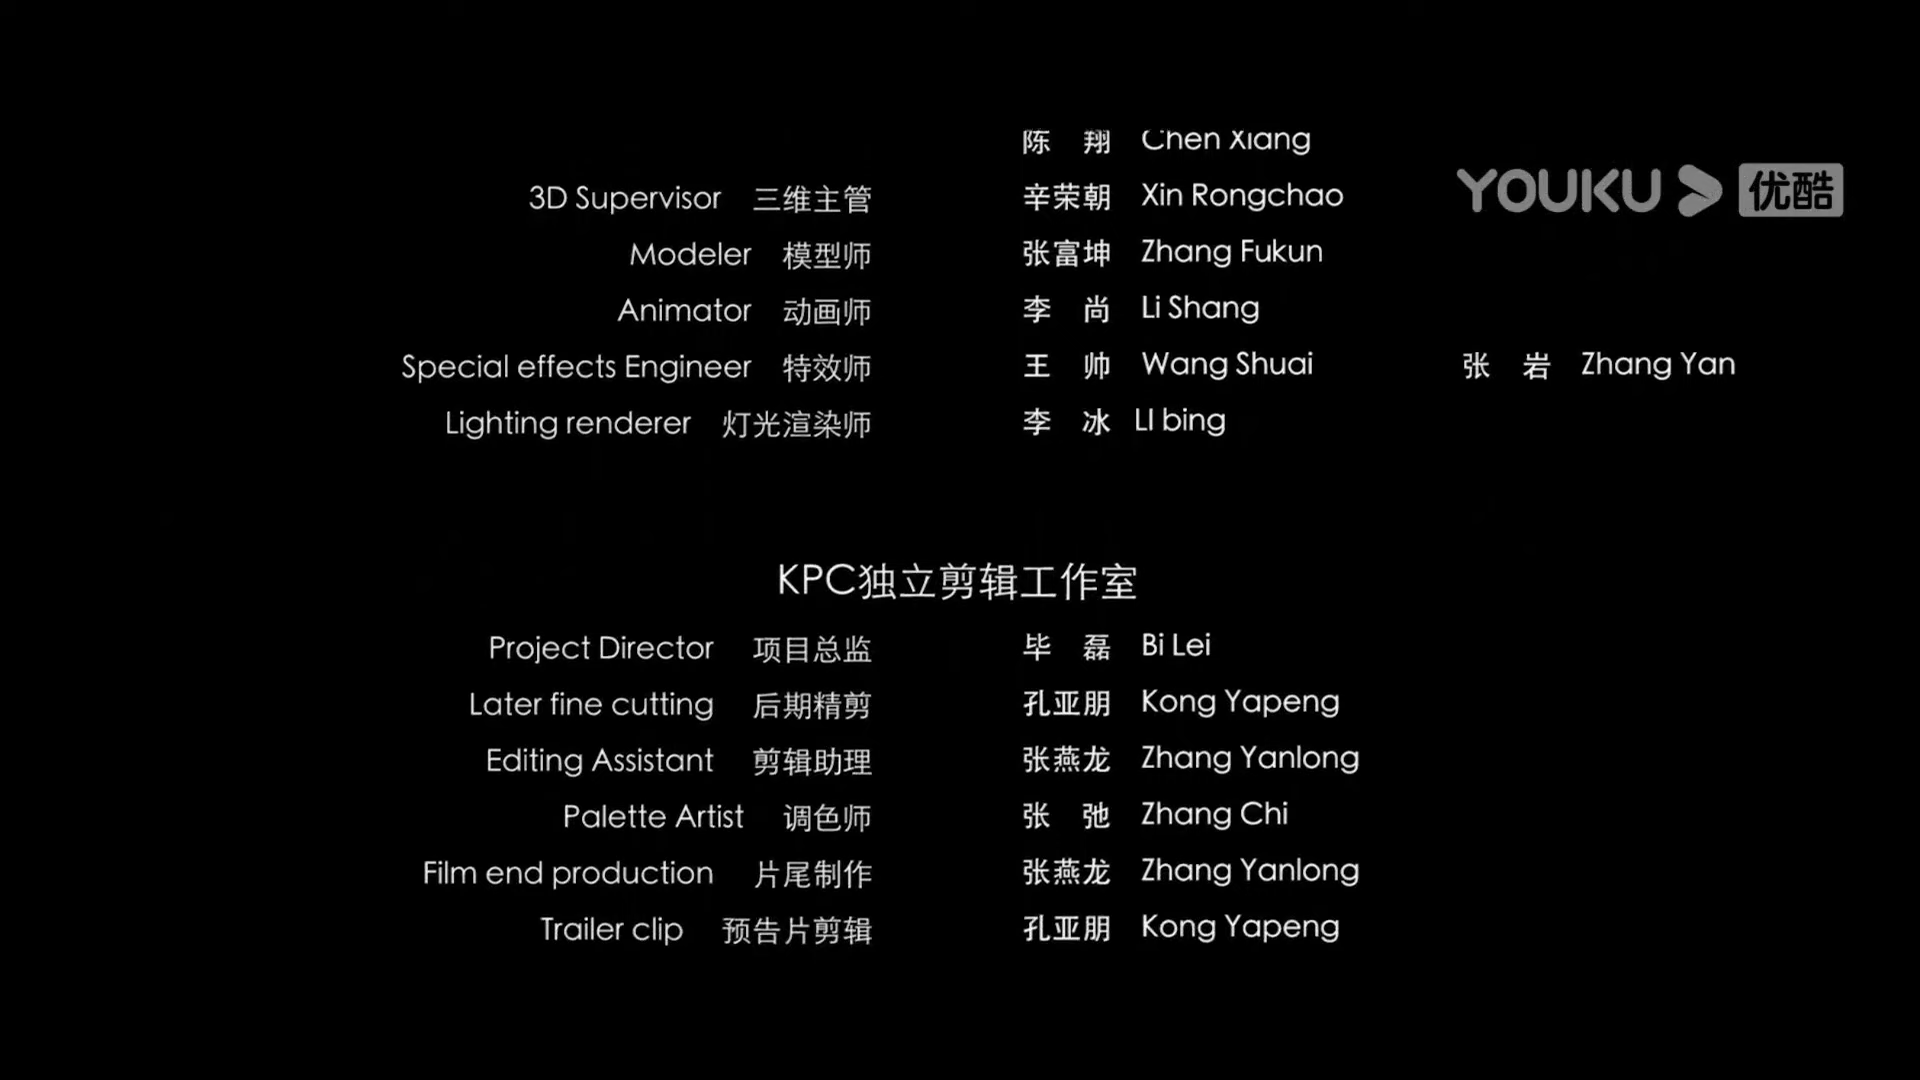 陈 翔 Chen Xiang
YOUKU 优酷
3D Supervisor 三维主管 辛荣朝 Xin Rongchao
Modeler 模型师 张富坤 Zhang Fukun
Animator 动画师 李 尚 Li Shang
Special effects Engineer 特效师 王 帅 Wang Shuai 张 岩 Zhang Yan
Lighting renderer 灯光渲染师 李 冰 LI bing
KPC独立剪辑工作室
Project Director 项目总监 毕 磊 Bi Lei
Later fine cutting 后期精剪 孔亚朋 Kong Yapeng
Editing Assistant 剪辑助理 张燕龙 Zhang Yanlong
Palette Artist 调色师 张 弛 Zhang Chi
Film end production 片尾制作 张燕龙 Zhang Yanlong
Trailer clip 预告片剪辑 孔亚朋 Kong Yapeng